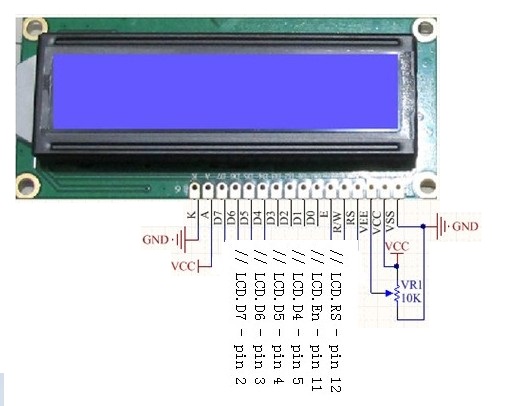 K
A
D7
D6
D5
D4
D3
D2
D1
D0
E
R/W
RS
VEE
VCC
VSS
GND
VCC
GND
VCC
VR1
10K
// LCD.D7 - pin 2
// LCD.D6 - pin 3
// LCD.D5 - pin 4
// LCD.D4 - pin 5
// LCD.En - pin 11
// LCD.RS - pin 12